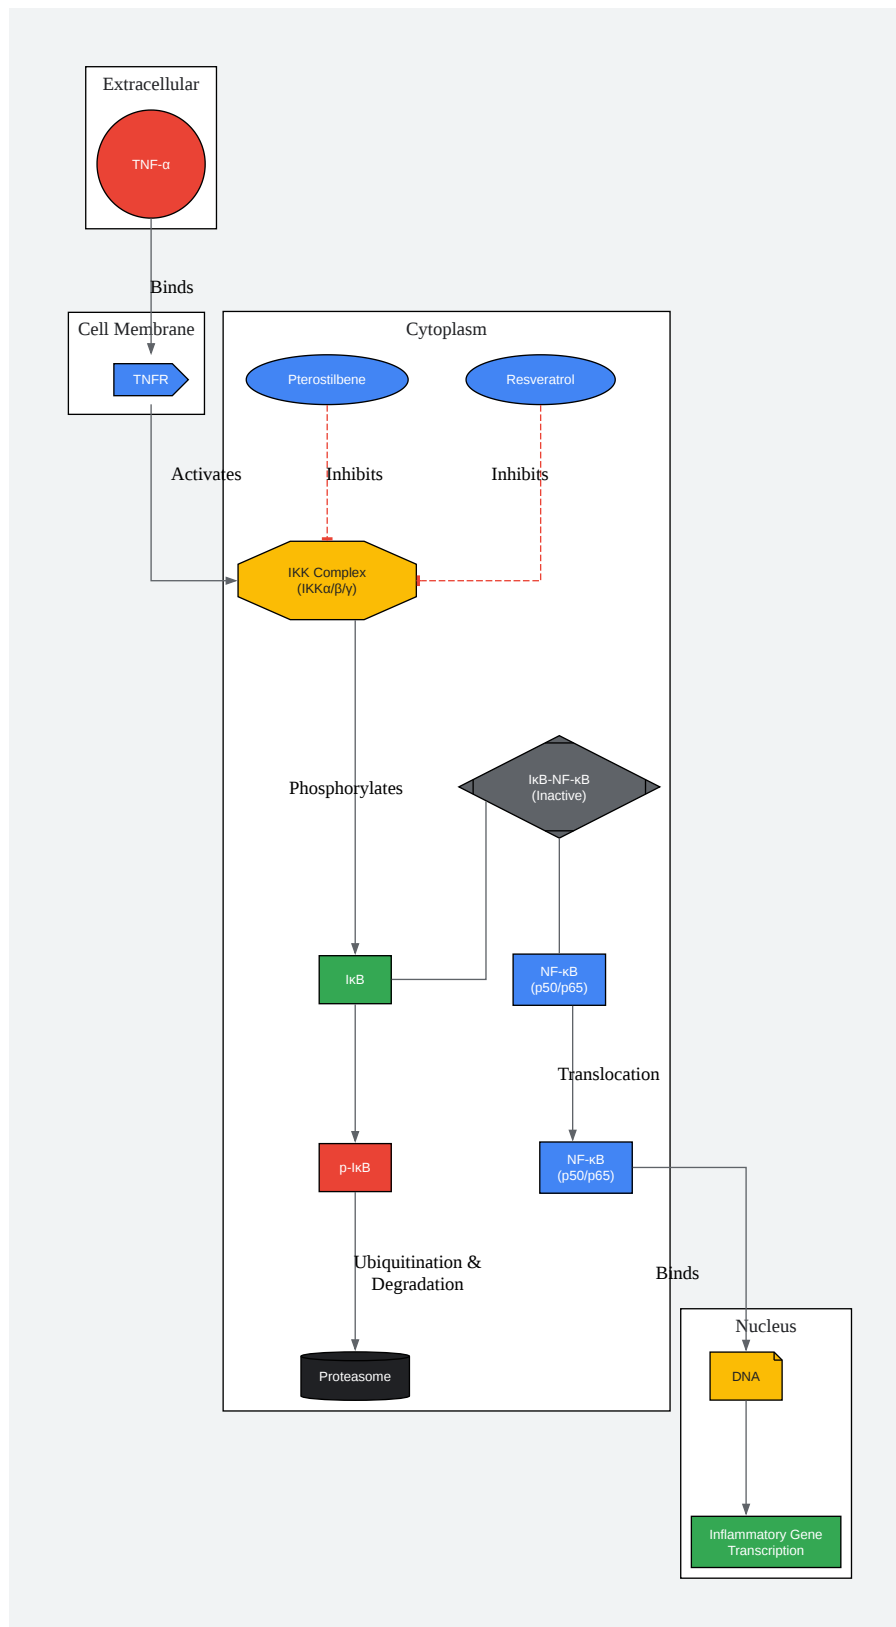 Extracellular
TNF-α
Binds
Cell Membrane
TNFR
Cytoplasm
Pterostilbene
Resveratrol
Activates
Inhibits
Inhibits
IKK Complex
(IKKα/β/γ)
Phosphorylates
IκB-NF-κB
(Inactive)
IκB
NF-κB
(p50/p65)
Translocation
p-IκB
NF-κB
(p50/p65)
Ubiquitination &
Degradation
Binds
Proteasome
Nucleus
DNA
Inflammatory Gene
Transcription